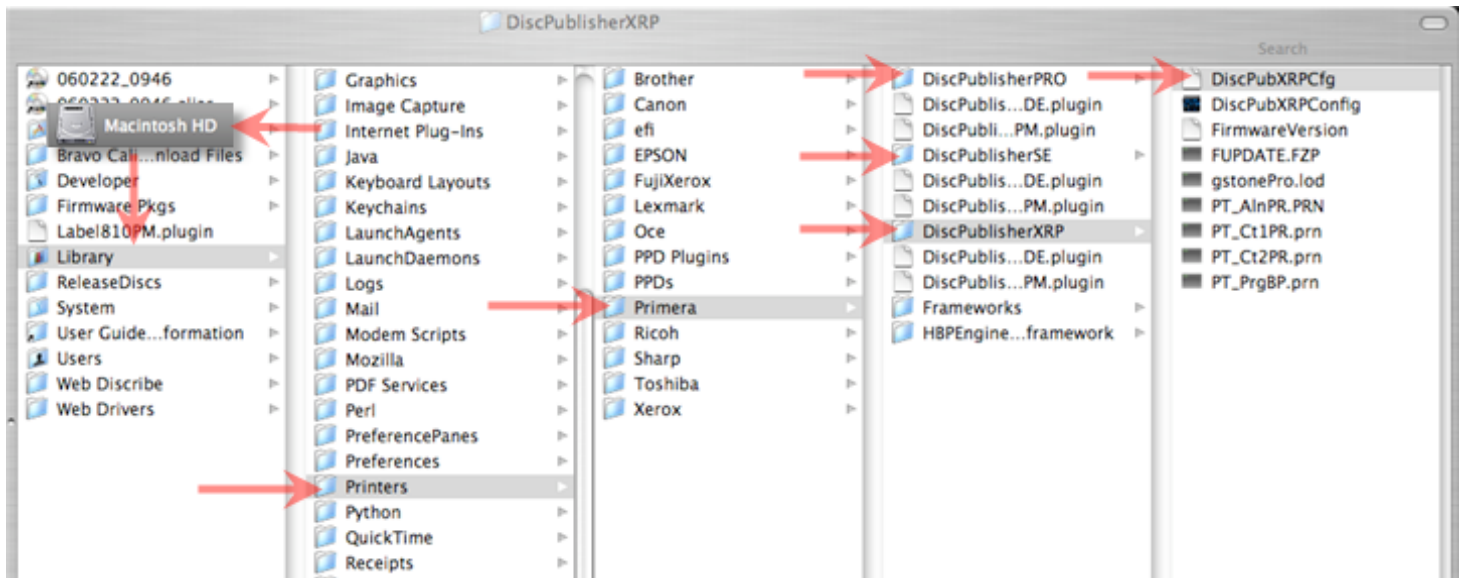 DiscPublisherXRP
Search
060222_0946
Macintosh HD
Bravo Cali...nload Files
Developer
Firmware Pkgs
Label810PM.plugin
Library
ReleaseDiscs
System
User Guide...formation
Users
Web Discribe
Web Drivers
Graphics
Image Capture
Internet Plug-Ins
Java
Keyboard Layouts
Keychains
LaunchAgents
LaunchDaemons
Logs
Mail
Modem Scripts
Mozilla
PDF Services
Perl
PreferencePanes
Preferences
Printers
Python
QuickTime
Receipts
Brother
Canon
efi
EPSON
FujiXerox
Lexmark
Oce
PPD Plugins
PPDs
Primera
Ricoh
Sharp
Toshiba
Xerox
DiscPublisherPRO
DiscPublis...DE.plugin
DiscPubli...PM.plugin
DiscPublisherSE
DiscPublis...DE.plugin
DiscPublis...PM.plugin
DiscPublisherXRP
DiscPublis...DE.plugin
DiscPublis...PM.plugin
Frameworks
HBPEngine...framework
DiscPubXRPCfg
DiscPubXRPConfig
FirmwareVersion
FUPDATE.FZP
gstonePro.lod
PT_AlnPR.PRN
PT_Ct1PR.prn
PT_Ct2PR.prn
PT_PrgBP.prn